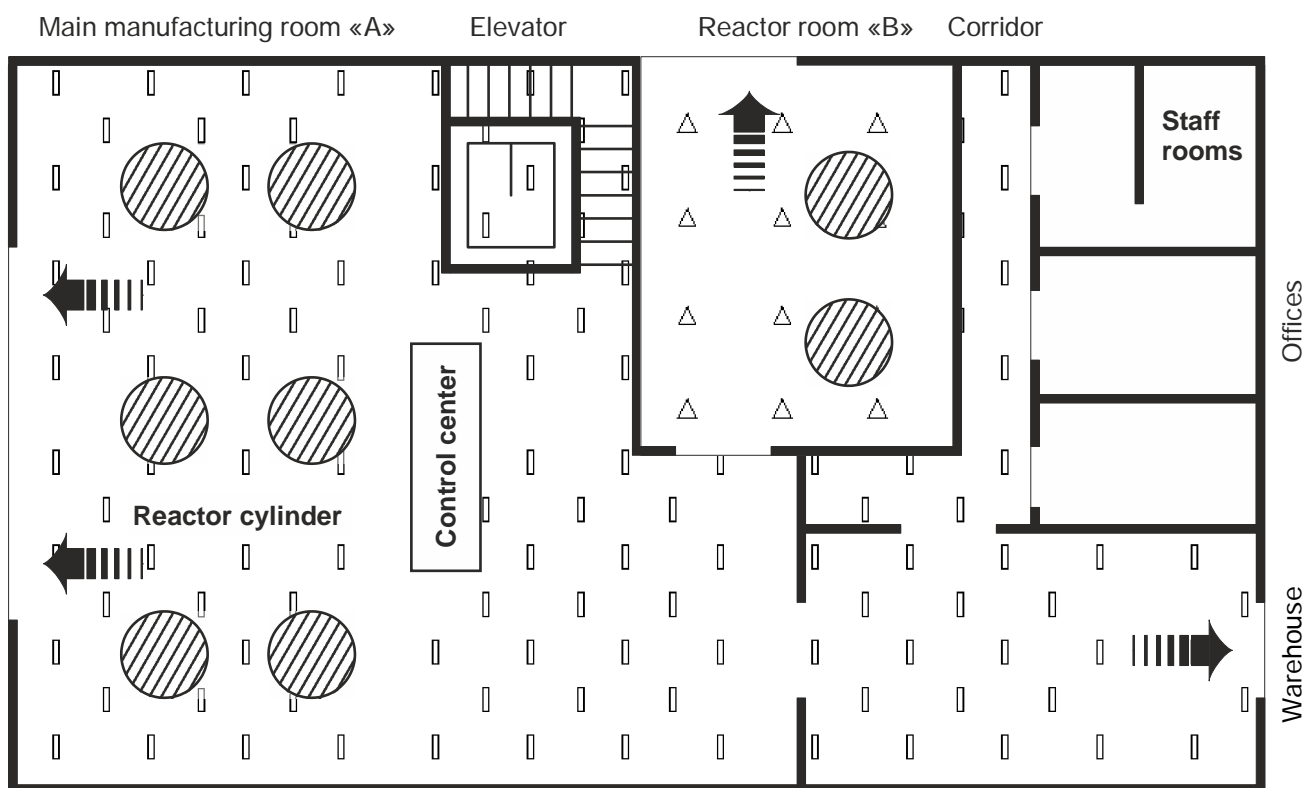 Main manufacturing room «A»
Elevator
Reactor room «B»
Corridor
Staff
rooms
Offices
Control center
Reactor cylinder
Warehouse